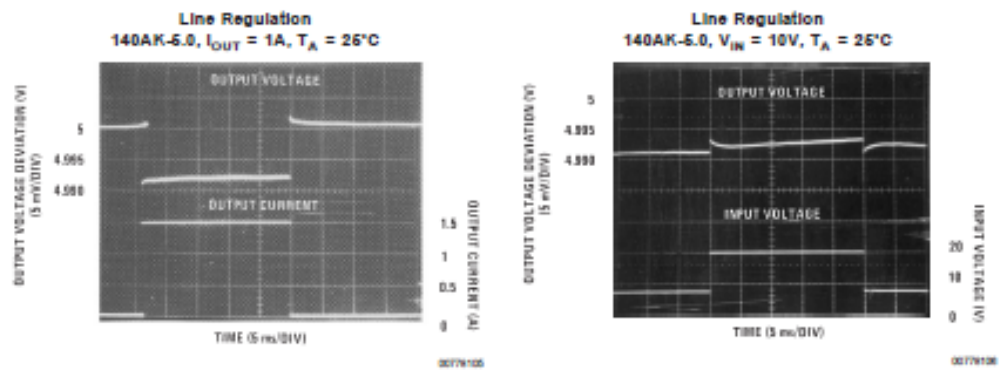 Line Regulation
140AK-5.0, IOUT = 1A, TA = 25°C
OUTPUT VOLTAGE
OUTPUT VOLTAGE DEVIATION (V)
(5 mV/DIV)
5
4.995
4.990
OUTPUT CURRENT
1.5
1
0.5
0
OUTPUT CURRENT (A)
TIME (5 ms/DIV)
00778105
Line Regulation
140AK-5.0, VIN = 10V, TA = 25°C
OUTPUT VOLTAGE
OUTPUT VOLTAGE DEVIATION (V)
(5 mV/DIV)
5
4.995
4.990
INPUT VOLTAGE
20
10
0
INPUT VOLTAGE (V)
TIME (5 ms/DIV)
00778106